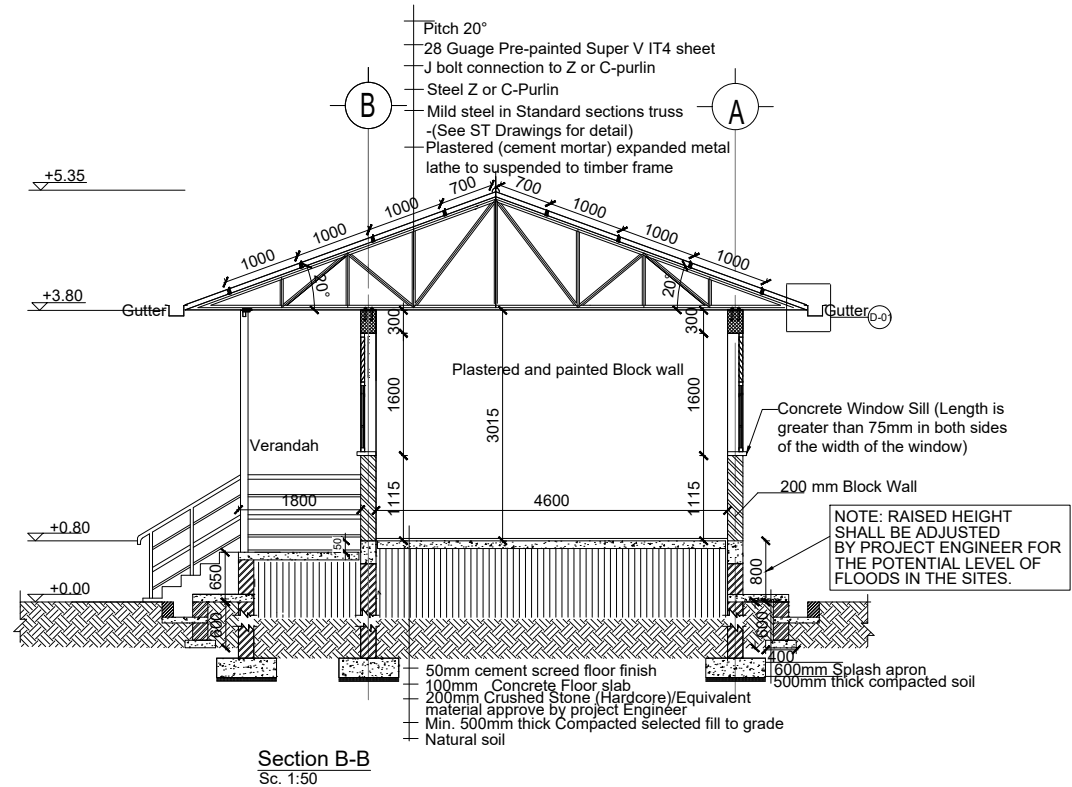 Pitch 20°
28 Guage Pre-painted Super V IT4 sheet
J bolt connection to Z or C-purlin
Steel Z or C-Purlin
Mild steel in Standard sections truss
-(See ST Drawings for detail)
Plastered (cement mortar) expanded metal
lathe to suspended to timber frame
B
A
+5.35
700
700
1000
1000
1000
1000
1000
1000
20°
20°
+3.80
Gutter
Gutter
D-01
300
300
Plastered and painted Block wall
1600
3015
1600
Concrete Window Sill (Length is
greater than 75mm in both sides
of the width of the window)
Verandah
1115
1115
200 mm Block Wall
1800
4600
+0.80
150
NOTE: RAISED HEIGHT
SHALL BE ADJUSTED
BY PROJECT ENGINEER FOR
THE POTENTIAL LEVEL OF
FLOODS IN THE SITES.
650
800
+0.00
600
600
400
50mm cement screed floor finish
100mm Concrete Floor slab
200mm Crushed Stone (Hardcore)/Equivalent
material approve by project Engineer
Min. 500mm thick Compacted selected fill to grade
Natural soil
600mm Splash apron
500mm thick compacted soil
Section B-B
Sc. 1:50